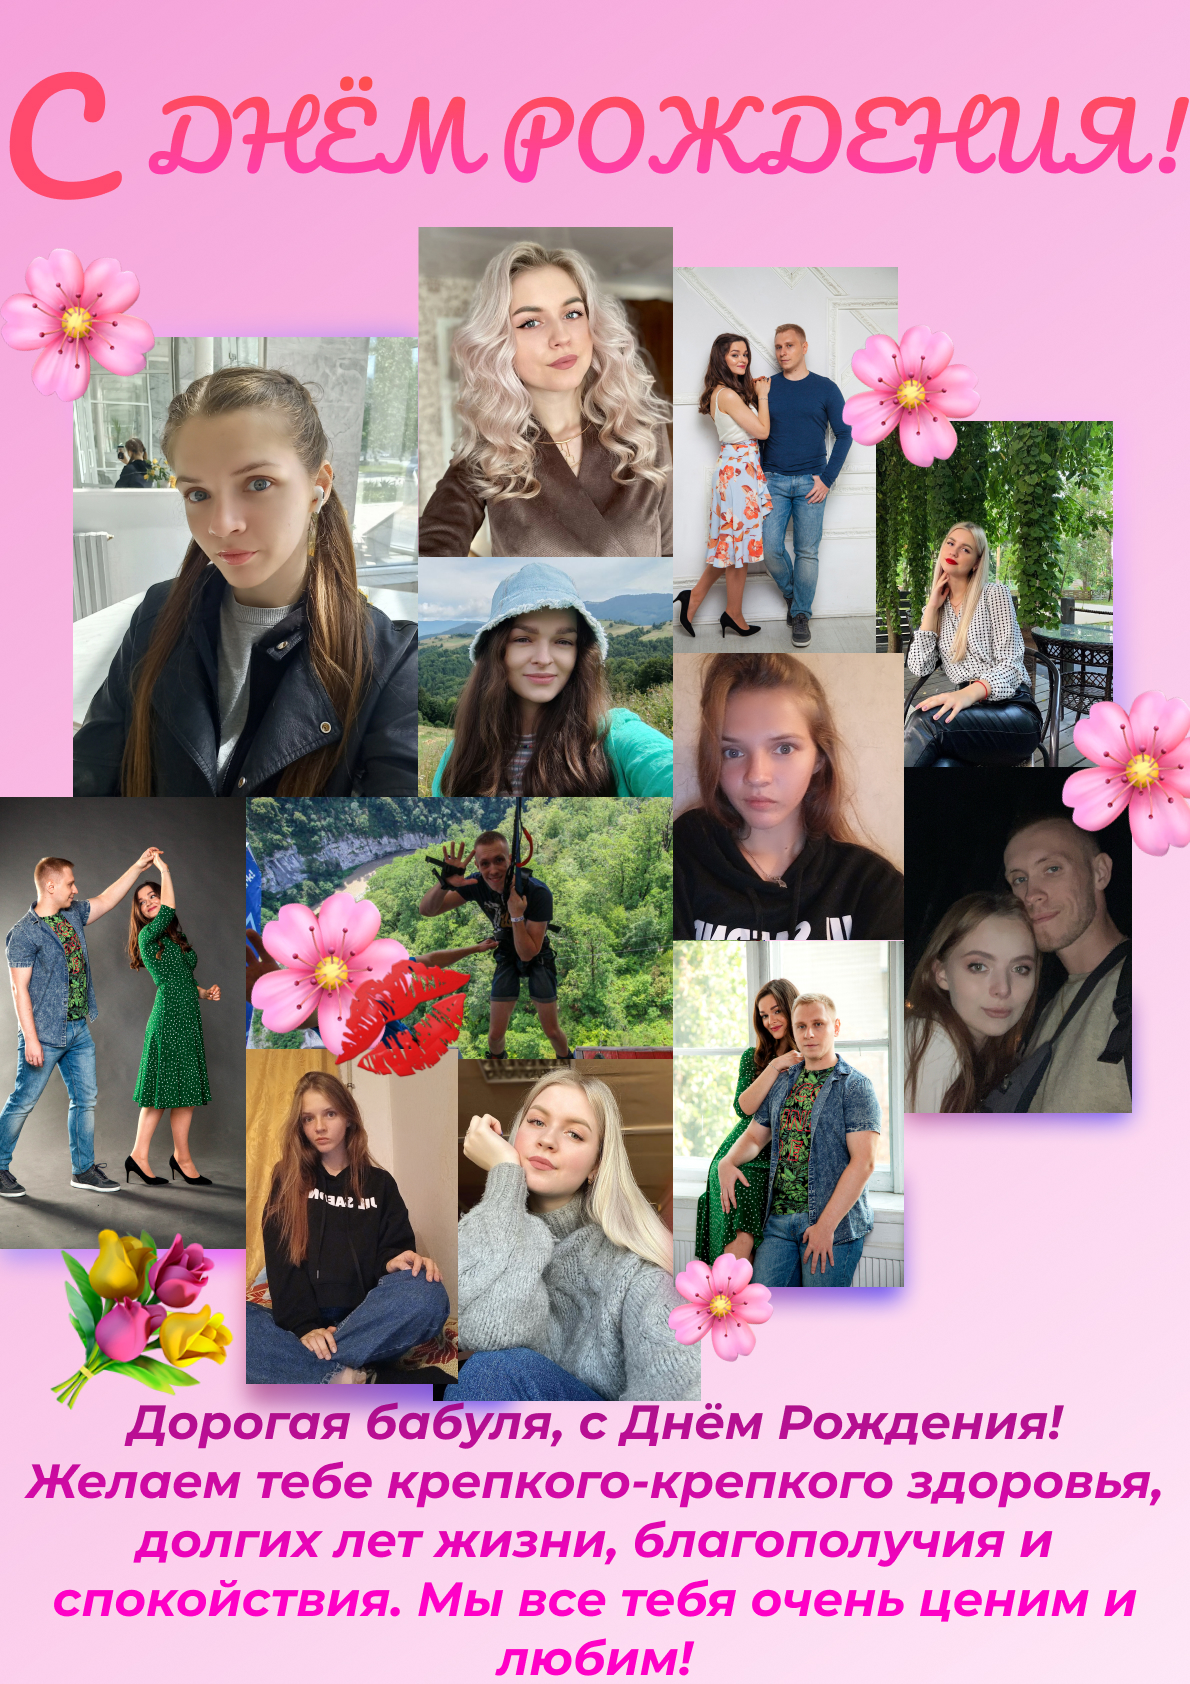 С ДНЁМ РОЖДЕНИЯ!
Дорогая бабуля, с Днём Рождения!
Желаем тебе крепкого-крепкого здоровья,
долгих лет жизни, благополучия и
спокойствия. Мы все тебя очень ценим и
любим!